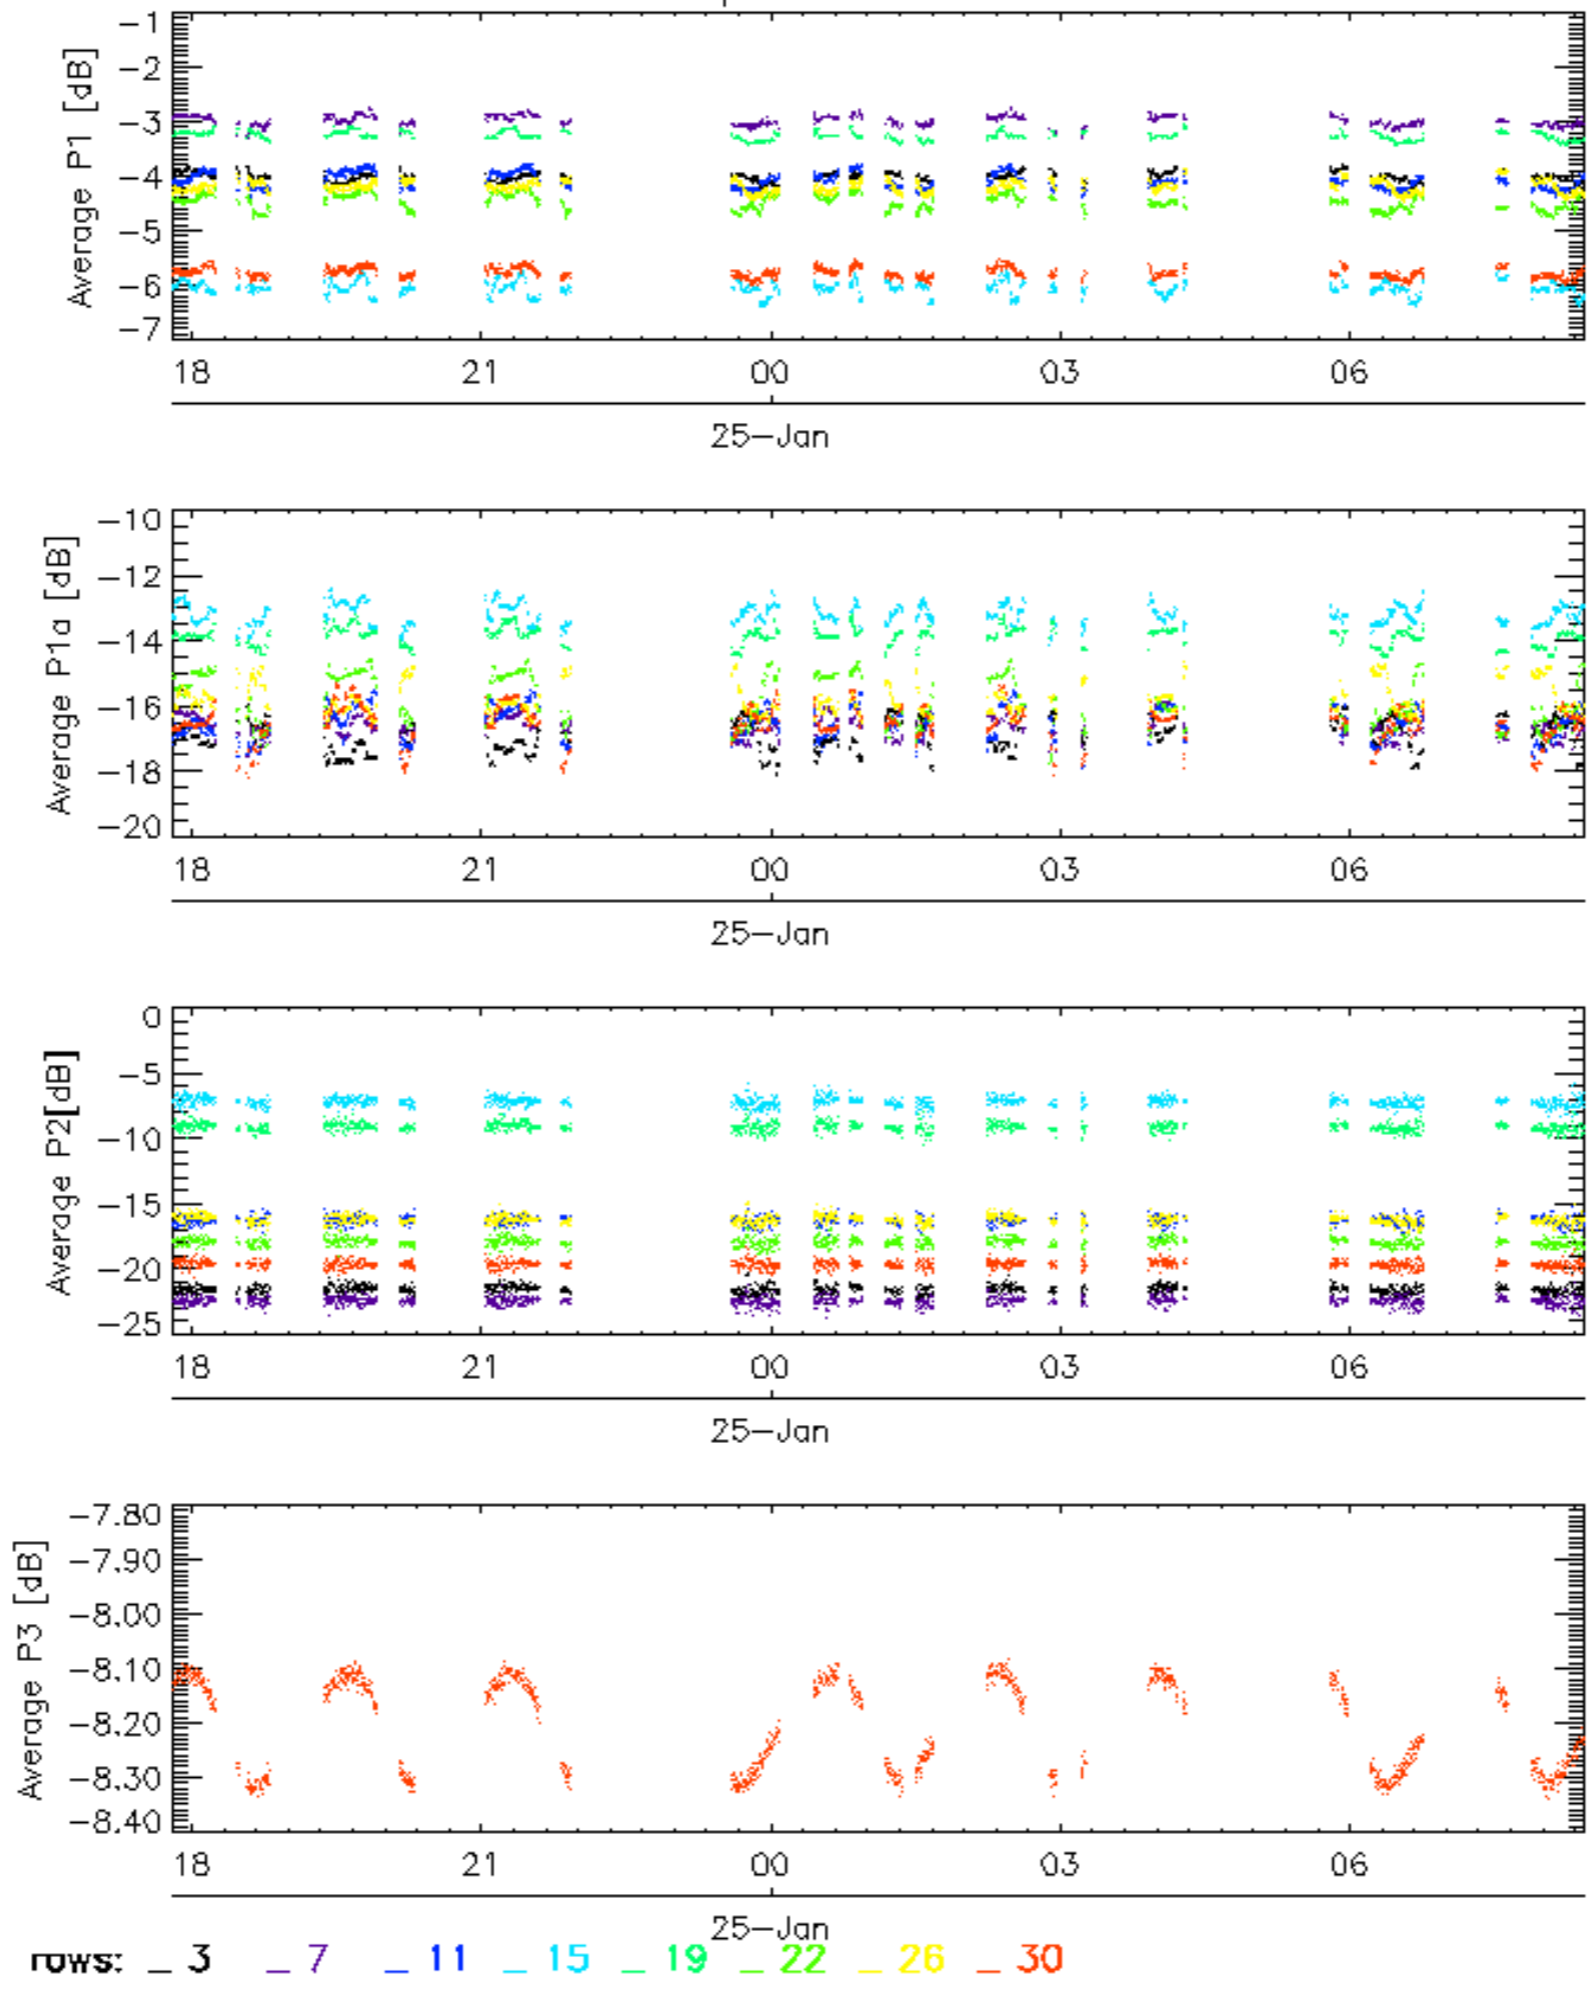 Average P1 [dB]
−1
−2
−3
−4
−5
−6
−7
18 21 00 03 06
25−Jan
Average P1a [dB]
−10
−12
−14
−16
−18
−20
18 21 00 03 06
25−Jan
Average P2[dB]
0
−5
−10
−15
−20
−25
18 21 00 03 06
25−Jan
Average P3 [dB]
−7.80
−7.90
−8.00
−8.10
−8.20
−8.30
−8.40
18 21 00 03 06
25−Jan
rows: _ 3 _ 7 _ 11 _ 15 _ 19 _ 22 _ 26 _ 30